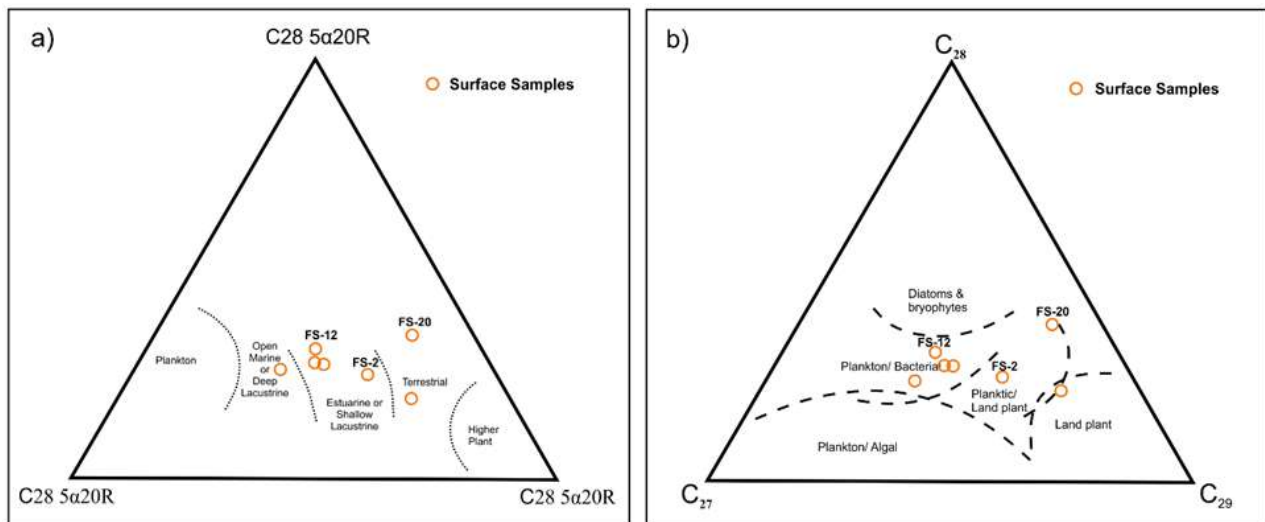 a)
C28 5α20R
Surface Samples
FS-12
FS-20
Plankton
Open
Marine
or
Deep
Lacustrine
FS-2
Estuarine or
Shallow
Lacustrine
Terrestrial
Higher
Plant
C28 5α20R
C28 5α20R
b)
C28
Surface Samples
Diatoms &
bryophytes
FS-20
FS-12
Plankton/ Bacteria
FS-2
Planktic/
Land plant
Land plant
Plankton/ Algal
C27
C29